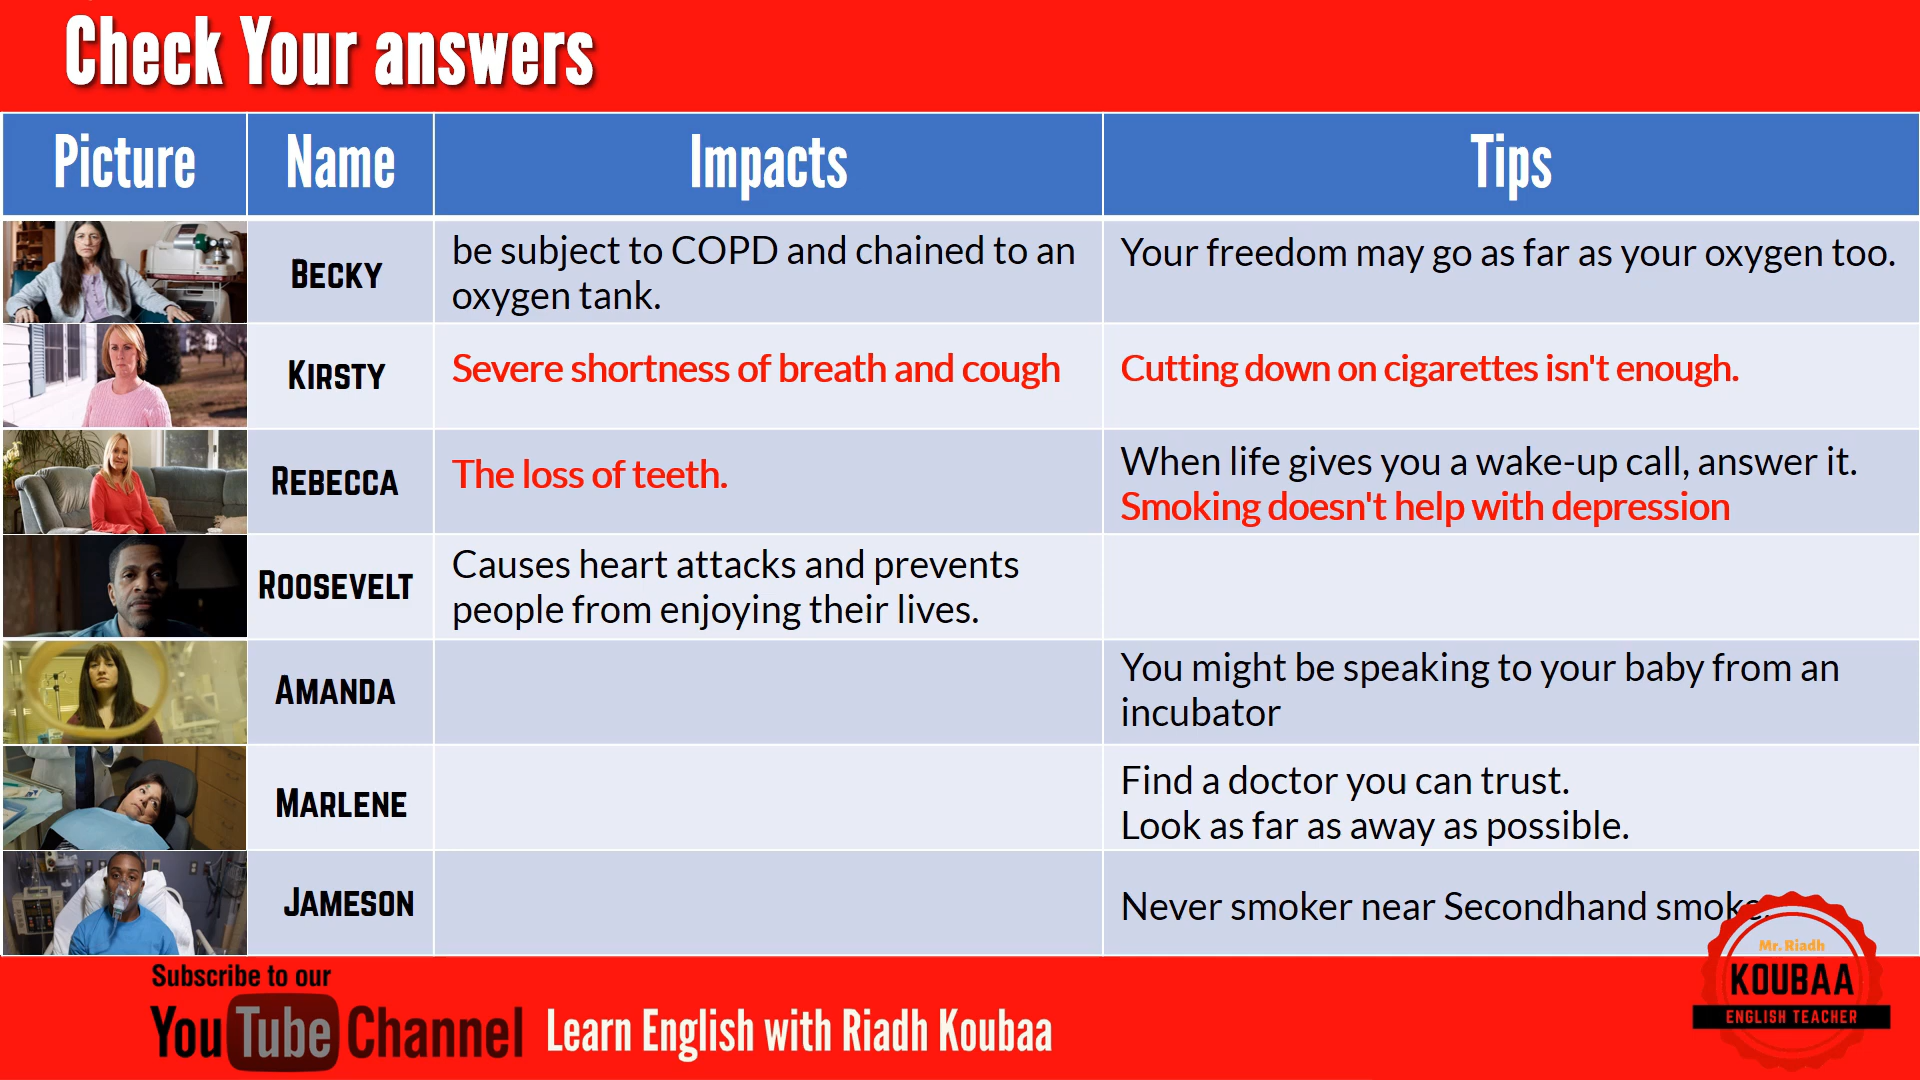 Check Your answers
Picture
Name
Impacts
Tips
BECKY
be subject to COPD and chained to an
oxygen tank.
Your freedom may go as far as your oxygen too.
KIRSTY
Severe shortness of breath and cough
Cutting down on cigarettes isn't enough.
REBECCA
The loss of teeth.
When life gives you a wake-up call, answer it.
Smoking doesn't help with depression
ROOSEVELT
Causes heart attacks and prevents
people from enjoying their lives.
AMANDA
You might be speaking to your baby from an
incubator
MARLENE
Find a doctor you can trust.
Look as far as away as possible.
JAMESON
Never smoker near Secondhand smoke.
Subscribe to our
YouTube Channel
Learn English with Riadh Koubaa
Mr. Riadh
KOUBAA
ENGLISH TEACHER